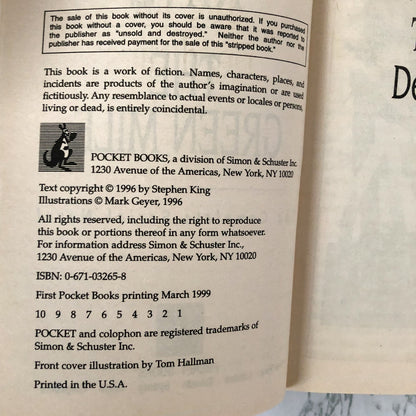 The sale of this book without its cover is unauthorized. If you purchased
this book without a cover, you should be aware that it was reported to
the publisher as "unsold and destroyed." Neither the author nor the
publisher has received payment for the sale of this "stripped book."
This book is a work of fiction. Names, characters, places, and
incidents are products of the author's imagination or are used
fictitiously. Any resemblance to actual events or locales or persons,
living or dead, is entirely coincidental.
POCKET BOOKS, a division of Simon & Schuster Inc.
1230 Avenue of the Americas, New York, NY 10020
Text copyright © 1996 by Stephen King
Illustrations © Mark Geyer, 1996
All rights reserved, including the right to reproduce
this book or portions thereof in any form whatsoever.
For information address Simon & Schuster Inc.,
1230 Avenue of the Americas, New York, NY 10020
ISBN: 0-671-03265-8
First Pocket Books printing March 1999
10 9 8 7 6 5 4 3 2 1
POCKET and colophon are registered trademarks of
Simon & Schuster Inc.
Front cover illustration by Tom Hallman
Printed in the U.S.A.
De